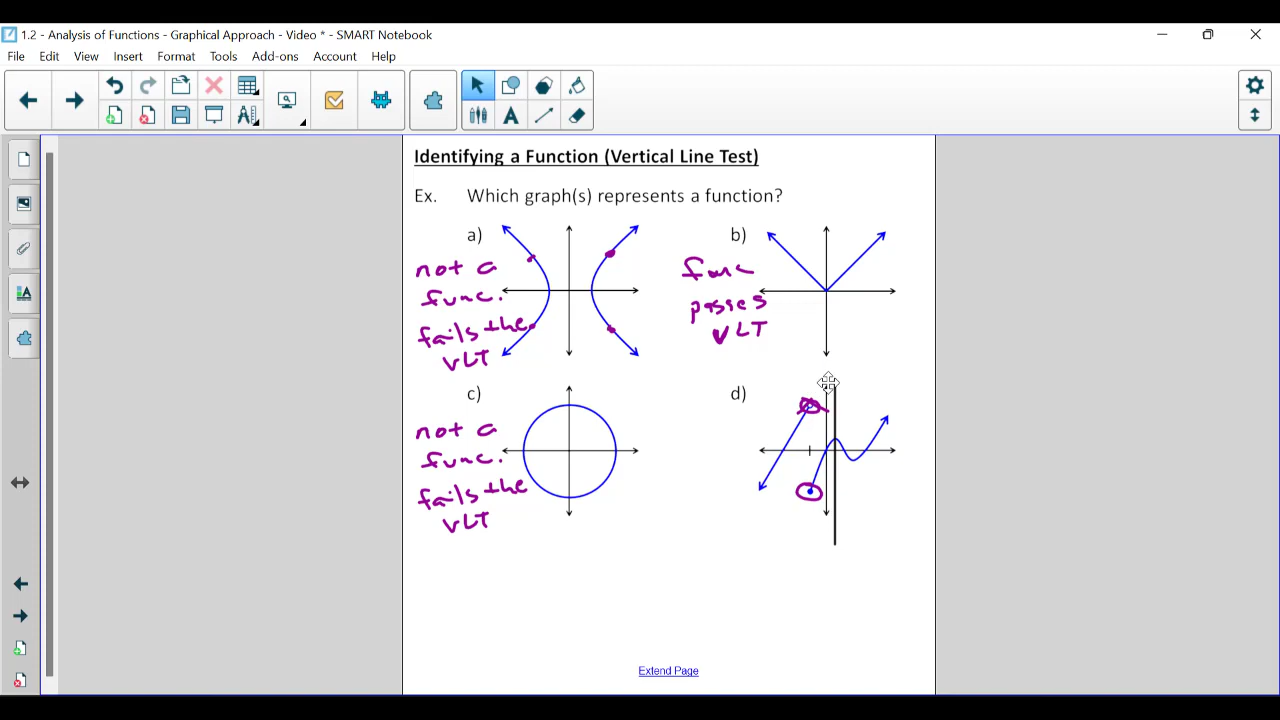 1.2 - Analysis of Functions - Graphical Approach - Video * - SMART Notebook
File Edit View Insert Format Tools Add-ons Account Help
Identifying a Function (Vertical Line Test)
Ex. Which graph(s) represents a function?
a)
not a
func.
fails the
VLT
b)
func
passes
VLT
c)
not a
func.
fails the
VLT
d)
Extend Page